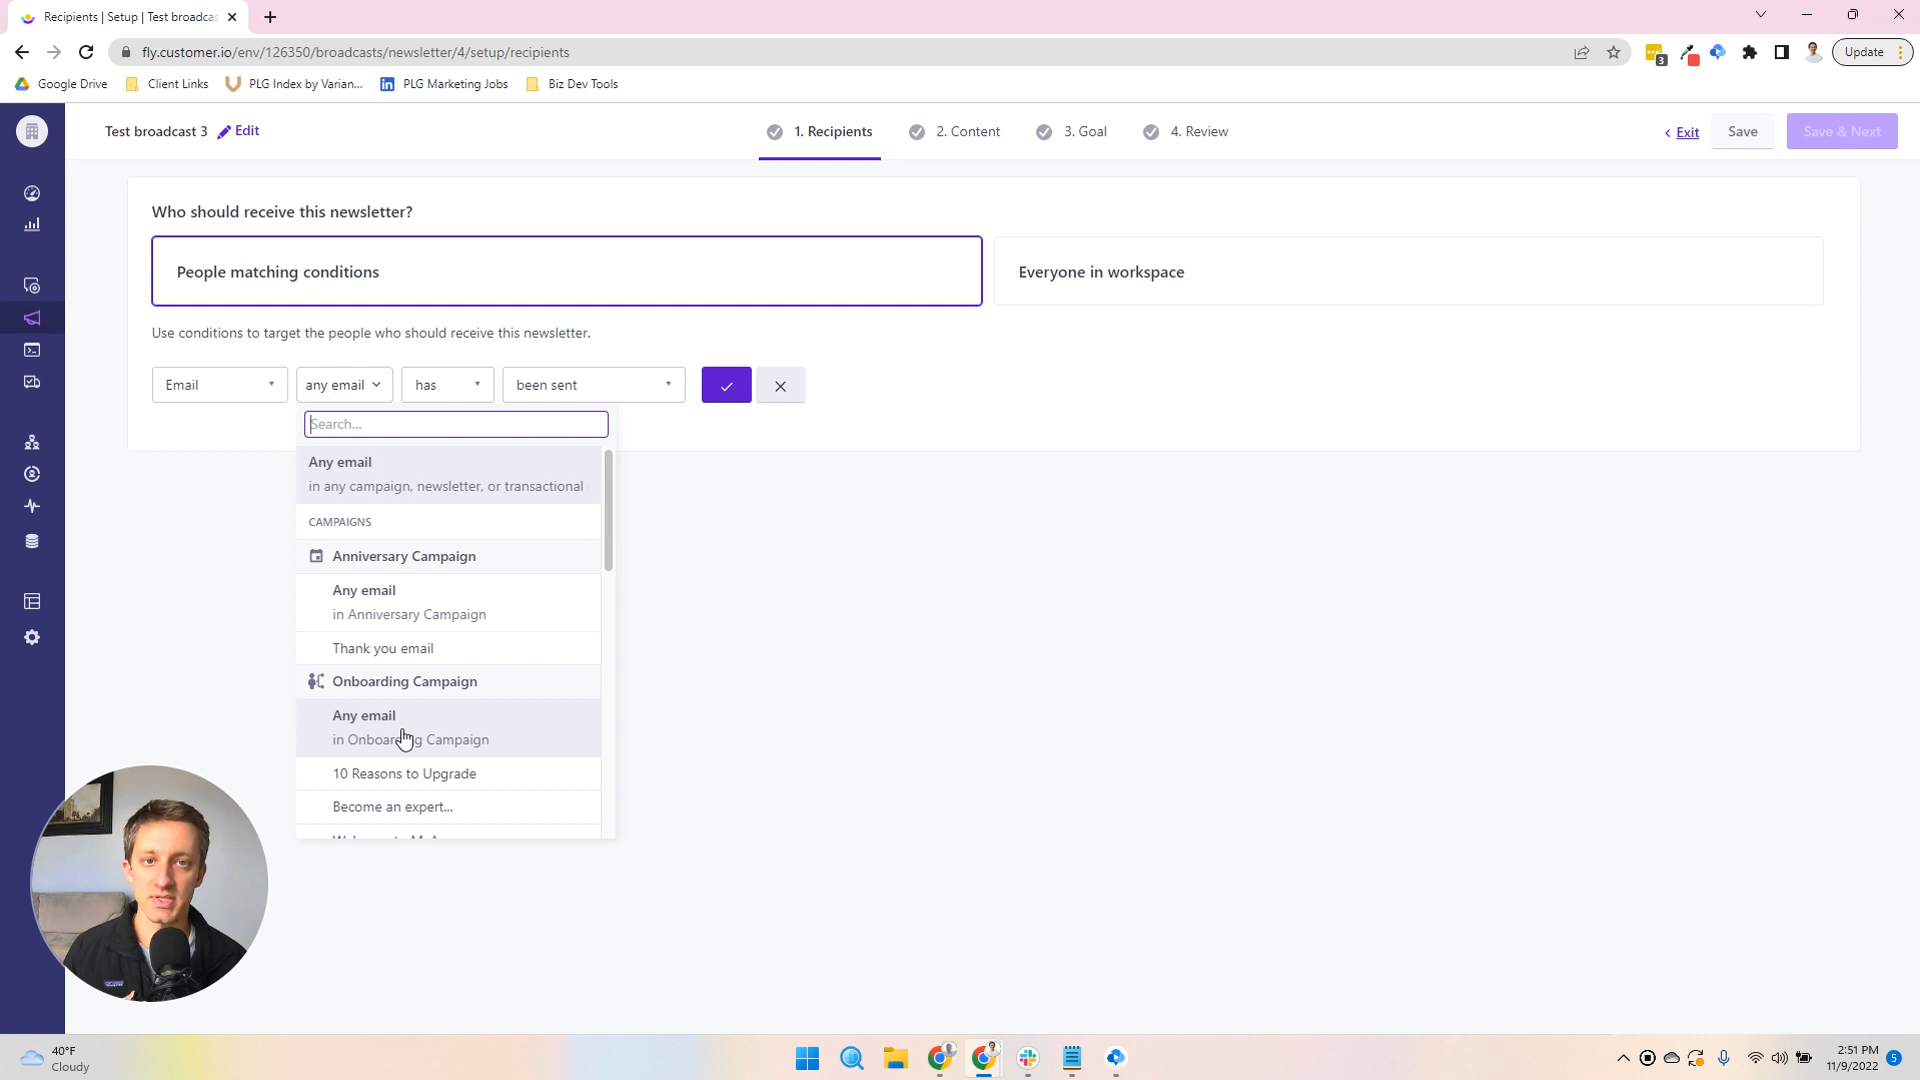 Recipients | Setup | Test broadcas
fly.customer.io/env/126350/broadcasts/newsletter/4/setup/recipients
3
Update
Google Drive
Client Links
PLG Index by Varian...
PLG Marketing Jobs
Biz Dev Tools
Test broadcast 3
Edit
1. Recipients
2. Content
3. Goal
4. Review
Exit
Save
Save & Next
Who should receive this newsletter?
People matching conditions
Everyone in workspace
Use conditions to target the people who should receive this newsletter.
Email
any email
has
been sent
Search...
Any email
in any campaign, newsletter, or transactional
CAMPAIGNS
Anniversary Campaign
Any email
in Anniversary Campaign
Thank you email
Onboarding Campaign
Any email
in Onboarding Campaign
10 Reasons to Upgrade
Become an expert...
40°F
Cloudy
2:51 PM
11/9/2022
5